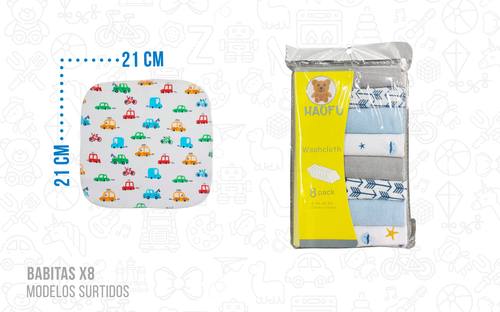 21 CM
21 CM
HAOFU
Washcloth
8 pack
BABITAS X8
MODELOS SURTIDOS